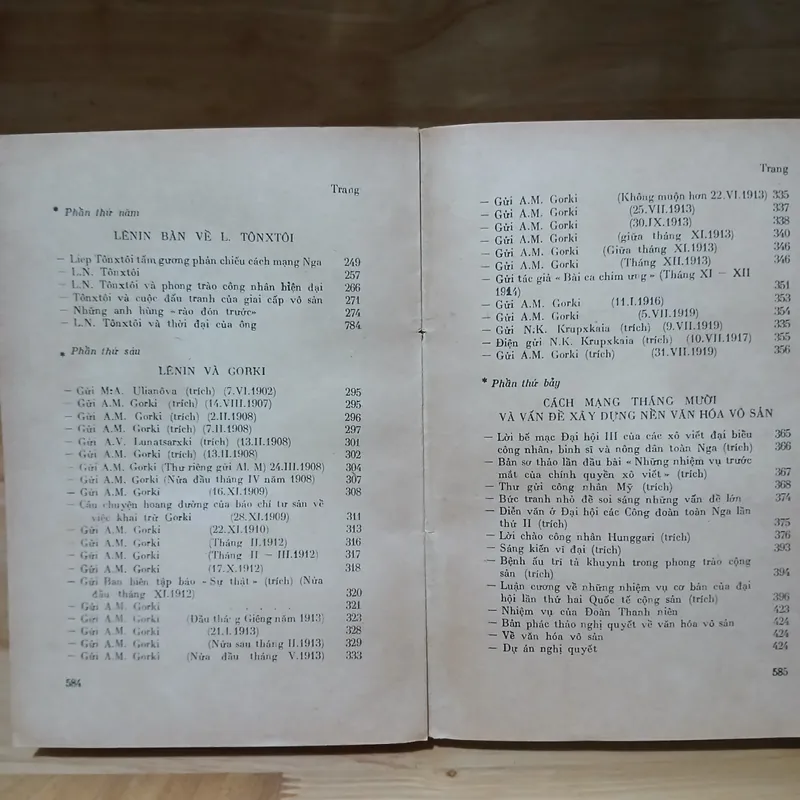 Trang
* Phần thứ năm
LÊNIN BÀN VỀ L. TÔNXTÔI
— Liep Tônxtôi tấm gương phản chiếu cách mạng Nga 249
— L.N. Tônxtôi 257
— L.N. Tônxtôi và phong trào công nhân hiện đại 266
— Tônxtôi và cuộc đấu tranh của giai cấp vô sản 271
— Những anh hùng «rào đón trước» 274
— L.N. Tônxtôi và thời đại của ông 784
* Phần thứ sáu
LÊNIN VÀ GORKI
— Gửi M.A. Ulianôva (trích) (7.VI.1902) 295
— Gửi A.M. Gorki (trích) (14.VIII.1907) 295
— Gửi A.M. Gorki (trích) (2.II.1908) 296
— Gửi A.M. Gorki (trích) (7.II.1908) 297
— Gửi A.V. Lunatsarxki (trích) (13.II.1908) 301
— Gửi A.M. Gorki (trích) (13.II.1908) 302
— Gửi A.M. Gorki (Thư riêng gửi Al. M) 24.III.1908) 304
— Gửi A.M. Gorki (Nửa đầu tháng IV năm 1908) 307
— Gửi A.M. Gorki (16.XI.1909) 308
— Câu chuyện hoang đường của báo chí tư sản về
việc khai trừ Gorki (28.XI.1909) 311
— Gửi A.M. Gorki (22.XI.1910) 313
— Gửi A.M. Gorki (Tháng II.1912) 316
— Gửi A.M. Gorki (Tháng II — III.1912) 317
— Gửi A.M. Gorki (17.X.1912) 318
— Gửi Ban biên tập báo «Sự thật» (trích) (Nửa
đầu tháng XI.1912) 320
— Gửi A.M. Gorki . . . . . . 321
— Gửi A.M. Gorki (Đầu tháng Giêng năm 1913) 323
— Gửi A.M. Gorki (21.I.1913) 328
— Gửi A.M. Gorki (Nửa sau tháng II.1913) 329
— Gửi A.M. Gorki (Nửa đầu tháng V.1913) 333
584
Trang
— Gửi A.M. Gorki (Không muộn hơn 22.VI.1913) 335
— Gửi A.M. Gorki (25.VII.1913) 337
— Gửi A.M. Gorki (30.IX.1913) 338
— Gửi A.M. Gorki (giữa tháng XI.1913) 340
— Gửi A.M. Gorki (Giữa tháng XI.1913) 346
— Gửi A.M. Gorki (Tháng XII.1913) 346
— Gửi tác giả «Bài ca chim ưng» (Tháng XI — XII
1914) 351
— Gửi A.M. Gorki (11.I.1916) 353
— Gửi A.M. Gorki (5.VII.1919) 354
— Gửi N.K. Krupxkaia (trích) (9.VII.1919) 335
— Điện gửi N.K. Krupxkaia (trích) (10.VII.1917) 355
— Gửi A.M. Gorki (trích) (31.VII.1919) 356
* Phần thứ bảy
CÁCH MẠNG THÁNG MƯỜI
VÀ VẤN ĐỀ XÂY DỰNG NỀN VĂN HÓA VÔ SẢN
— Lời bế mạc Đại hội III của các xô viết đại biểu 365
công nhân, binh sĩ và nông dân toàn Nga (trích) 366
— Bản sơ thảo lần đầu bài «Những nhiệm vụ trước
mắt của chính quyền xô viết» (trích) 367
— Thư gửi công nhân Mỹ (trích) 368
— Bức tranh nhỏ để soi sáng những vấn đề lớn 374
— Diễn văn ở Đại hội các Công đoàn toàn Nga lần
thứ II (trích) 375
— Lời chào công nhân Hunggari (trích) 376
— Sáng kiến vĩ đại (trích) 393
— Bệnh ấu trĩ tả khuynh trong phong trào cộng
sản (trích) 394
— Luận cương về những nhiệm vụ cơ bản của đại
hội lần thứ hai Quốc tế cộng sản (trích) 396
— Nhiệm vụ của Đoàn Thanh niên 423
— Bản phác thảo nghị quyết về văn hóa vô sản 424
— Về văn hóa vô sản 424
— Dự án nghị quyết 424
585